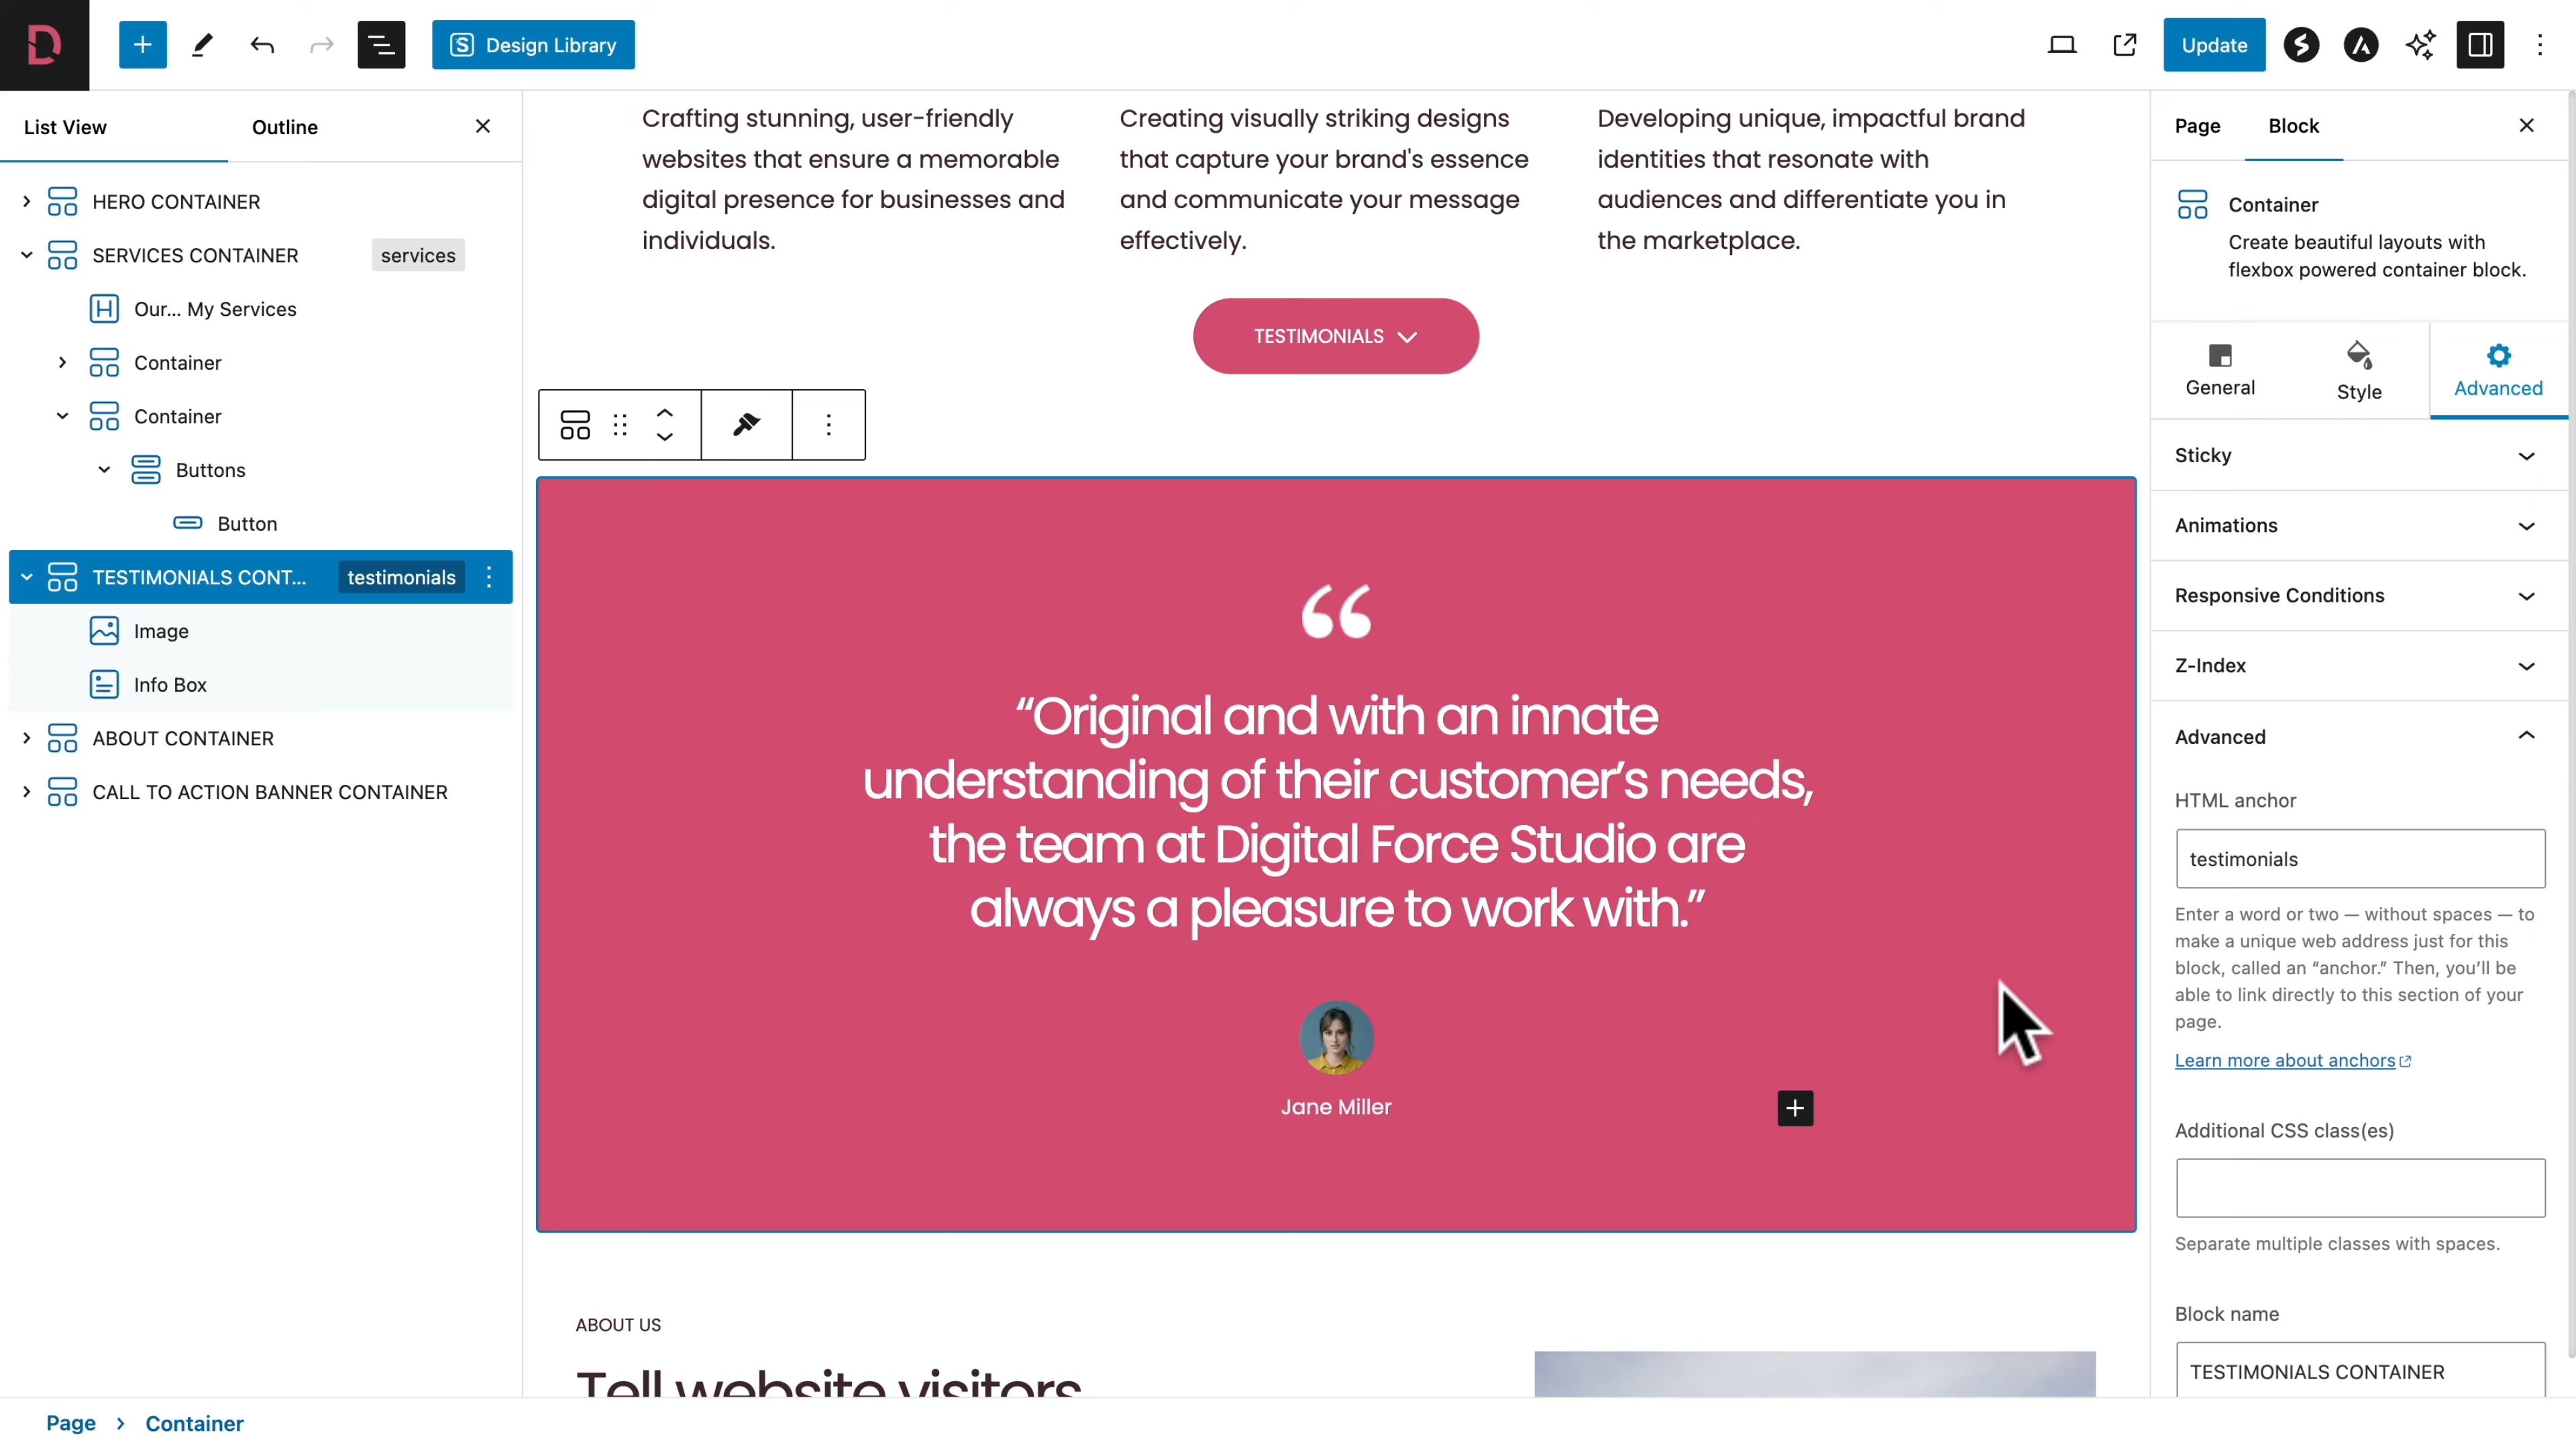 Design Library
Update
List View
Outline
HERO CONTAINER
SERVICES CONTAINER
services
Our... My Services
Container
Container
Buttons
Button
TESTIMONIALS CONT...
testimonials
Image
Info Box
ABOUT CONTAINER
CALL TO ACTION BANNER CONTAINER
Crafting stunning, user-friendly
websites that ensure a memorable
digital presence for businesses and
individuals.
Creating visually striking designs
that capture your brand's essence
and communicate your message
effectively.
Developing unique, impactful brand
identities that resonate with
audiences and differentiate you in
the marketplace.
TESTIMONIALS
“
“Original and with an innate
understanding of their customer’s needs,
the team at Digital Force Studio are
always a pleasure to work with.”
Jane Miller
ABOUT US
Tell website visitors
Page
Block
Container
Create beautiful layouts with
flexbox powered container block.
General
Style
Advanced
Sticky
Animations
Responsive Conditions
Z-Index
Advanced
HTML anchor
testimonials
Enter a word or two — without spaces — to
make a unique web address just for this
block, called an “anchor.” Then, you’ll be
able to link directly to this section of your
page.
Learn more about anchors
Additional CSS class(es)
Separate multiple classes with spaces.
Block name
TESTIMONIALS CONTAINER
Page > Container